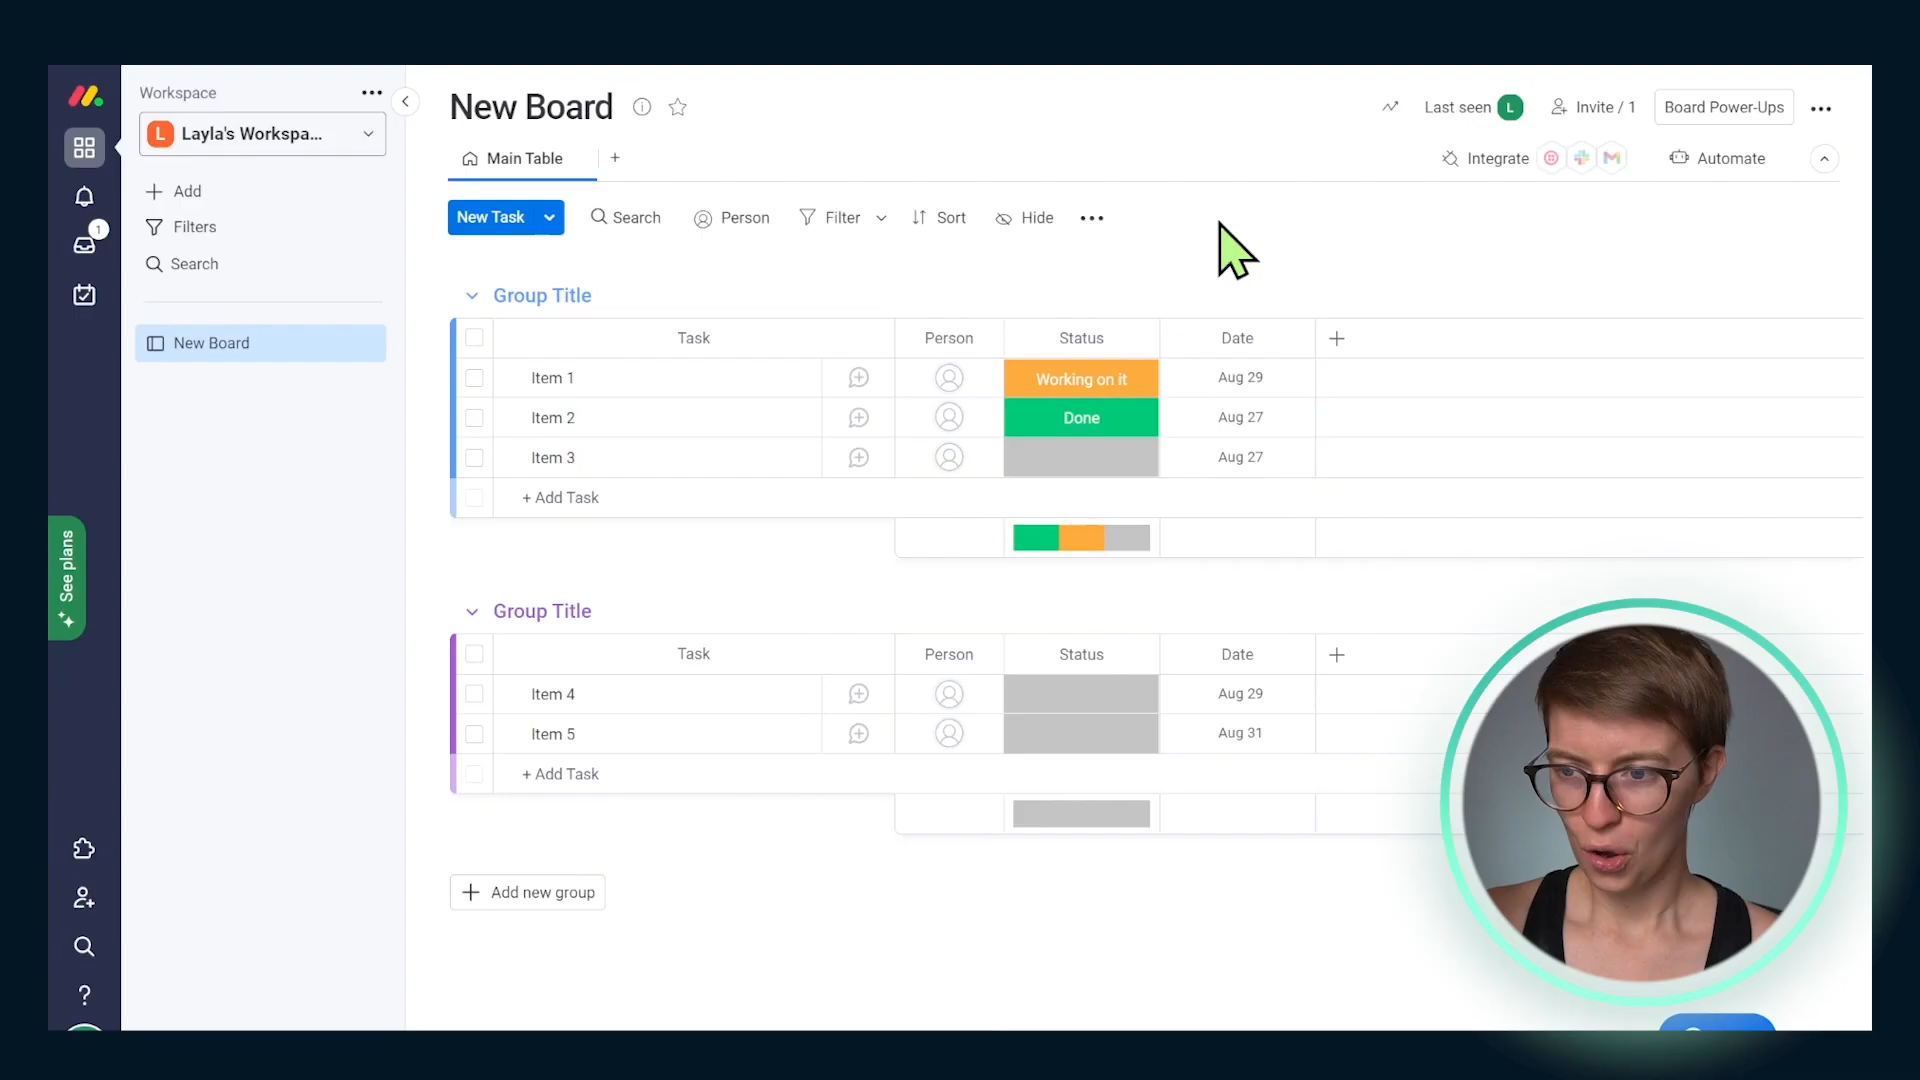 Workspace
L Layla's Workspa...
Add
Filters
Search
New Board
1
See plans
?
New Board
Last seen L
Invite / 1
Board Power-Ups
Main Table
+
Integrate
Automate
New Task
Search
Person
Filter
Sort
Hide
Group Title
Task Person Status Date +
Item 1 Working on it Aug 29
Item 2 Done Aug 27
Item 3 Aug 27
+ Add Task
Group Title
Task Person Status Date +
Item 4 Aug 29
Item 5 Aug 31
+ Add Task
+ Add new group